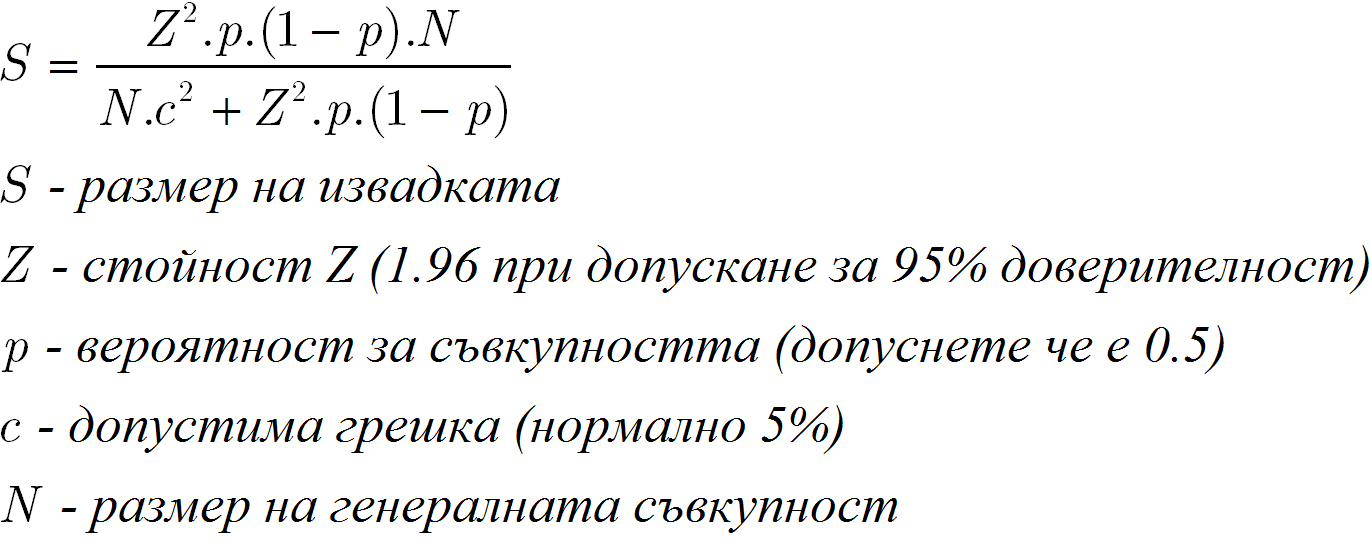 S = \frac{Z^2.p.(1-p).N}{N.c^2 + Z^2.p.(1-p)}
S - размер на извадката
Z - стойност Z (1.96 при допускане за 95% доверителност)
p - вероятност за съвкупността (допуснете че е 0.5)
c - допустима грешка (нормално 5%)
N - размер на генералната съвкупност